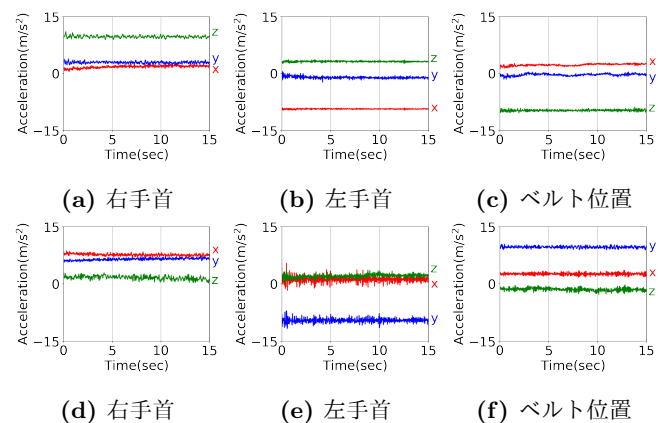 15
0
−15
Acceleration(m/s²)
0 5 10 15
Time(sec)
z
y
x
(a) 右手首
15
0
−15
Acceleration(m/s²)
0 5 10 15
Time(sec)
z
y
x
(b) 左手首
15
0
−15
Acceleration(m/s²)
0 5 10 15
Time(sec)
x
y
z
(c) ベルト位置
15
0
−15
Acceleration(m/s²)
0 5 10 15
Time(sec)
x
y
z
(d) 右手首
15
0
−15
Acceleration(m/s²)
0 5 10 15
Time(sec)
z
x
y
(e) 左手首
15
0
−15
Acceleration(m/s²)
0 5 10 15
Time(sec)
y
x
z
(f) ベルト位置